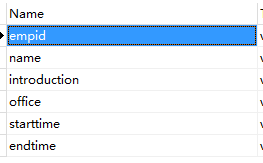 Name
empid
name
introduction
office
starttime
endtime